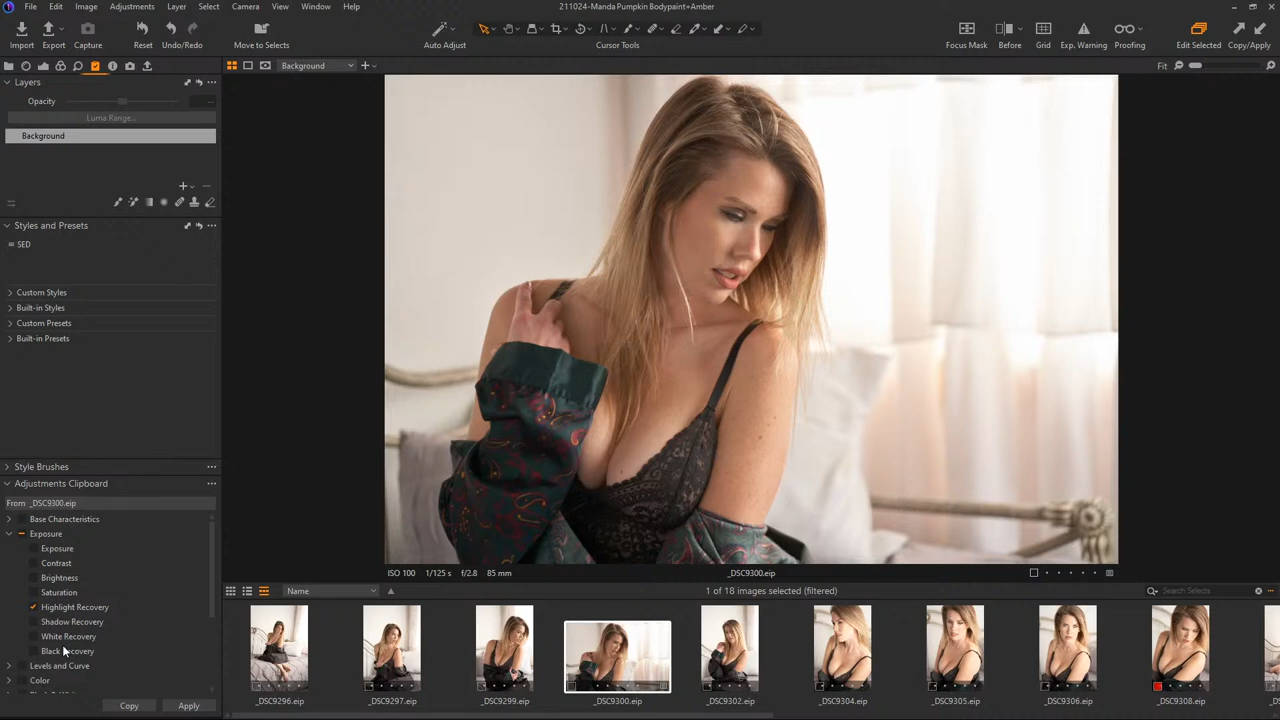 File Edit Image Adjustments Layer Select Camera View Window Help
211024-Manda Pumpkin Bodypaint+Amber
Import Export Capture Reset Undo/Redo Move to Selects Auto Adjust Cursor Tools Focus Mask Before Grid Exp. Warning Proofing Edit Selected Copy/Apply
Background
Fit
Layers
Opacity
Luma Range...
Background
Styles and Presets
SED
Custom Styles
Built-in Styles
Custom Presets
Built-in Presets
Style Brushes
Adjustments Clipboard
From _DSC9300.eip
Base Characteristics
Exposure
Exposure
Contrast
Brightness
Saturation
Highlight Recovery
Shadow Recovery
White Recovery
Black Recovery
Levels and Curve
Color
Copy Apply
ISO 100 1/125 s f/2.8 85 mm
_DSC9300.eip
Name
1 of 18 images selected (filtered)
Search Selects
_DSC9296.eip _DSC9297.eip _DSC9299.eip _DSC9300.eip _DSC9302.eip _DSC9304.eip _DSC9305.eip _DSC9306.eip _DSC9308.eip